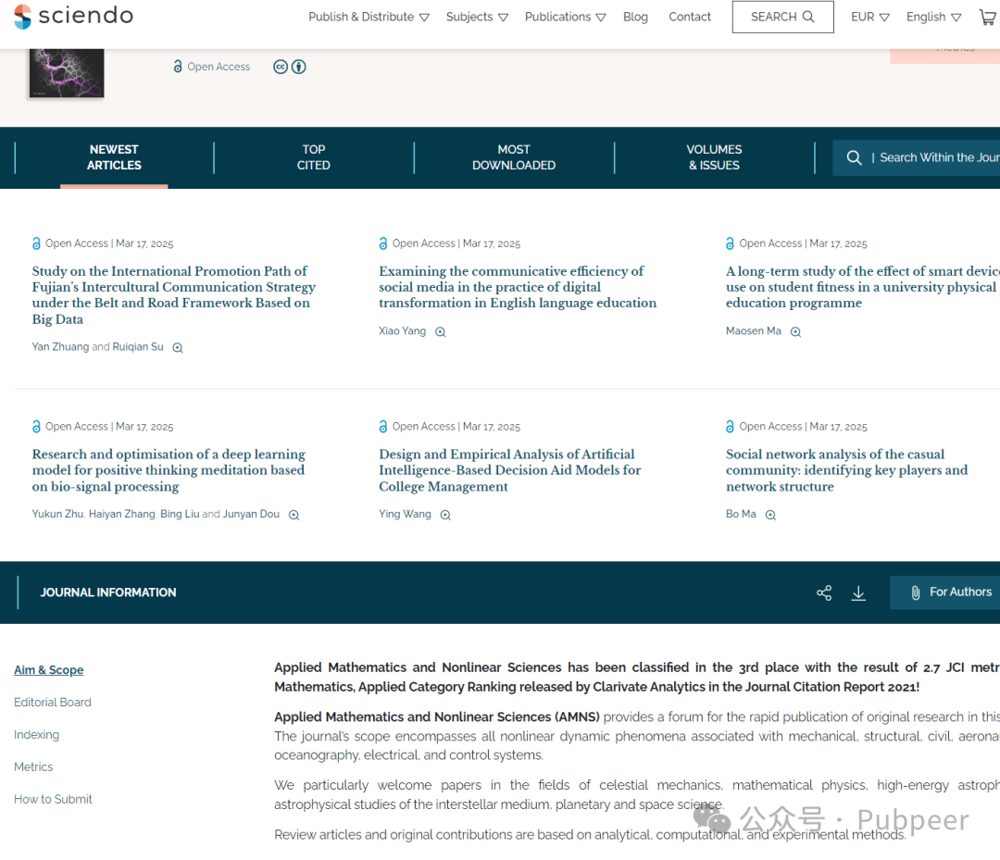 sciendo
Publish & Distribute Subjects Publications Blog Contact SEARCH EUR English
Open Access
Metrics
NEWEST ARTICLES
TOP CITED
MOST DOWNLOADED
VOLUMES & ISSUES
| Search Within the Jour
Open Access | Mar 17, 2025
Study on the International Promotion Path of
Fujian's Intercultural Communication Strategy
under the Belt and Road Framework Based on
Big Data
Yan Zhuang and Ruiqian Su
Open Access | Mar 17, 2025
Examining the communicative efficiency of
social media in the practice of digital
transformation in English language education
Xiao Yang
Open Access | Mar 17, 2025
A long-term study of the effect of smart device
use on student fitness in a university physical
education programme
Maosen Ma
Open Access | Mar 17, 2025
Research and optimisation of a deep learning
model for positive thinking meditation based
on bio-signal processing
Yukun Zhu, Haiyan Zhang, Bing Liu and Junyan Dou
Open Access | Mar 17, 2025
Design and Empirical Analysis of Artificial
Intelligence-Based Decision Aid Models for
College Management
Ying Wang
Open Access | Mar 17, 2025
Social network analysis of the casual
community: identifying key players and
network structure
Bo Ma
JOURNAL INFORMATION
For Authors
Aim & Scope
Editorial Board
Indexing
Metrics
How to Submit
Applied Mathematics and Nonlinear Sciences has been classified in the 3rd place with the result of 2.7 JCI metr
Mathematics, Applied Category Ranking released by Clarivate Analytics in the Journal Citation Report 2021!
Applied Mathematics and Nonlinear Sciences (AMNS) provides a forum for the rapid publication of original research in this
The journal's scope encompasses all nonlinear dynamic phenomena associated with mechanical, structural, civil, aerona
oceanography, electrical, and control systems.
We particularly welcome papers in the fields of celestial mechanics, mathematical physics, high-energy astroph
astrophysical studies of the interstellar medium, planetary and space science.
Review articles and original contributions are based on analytical, computational, and experimental methods.
公众号 · Pubpeer